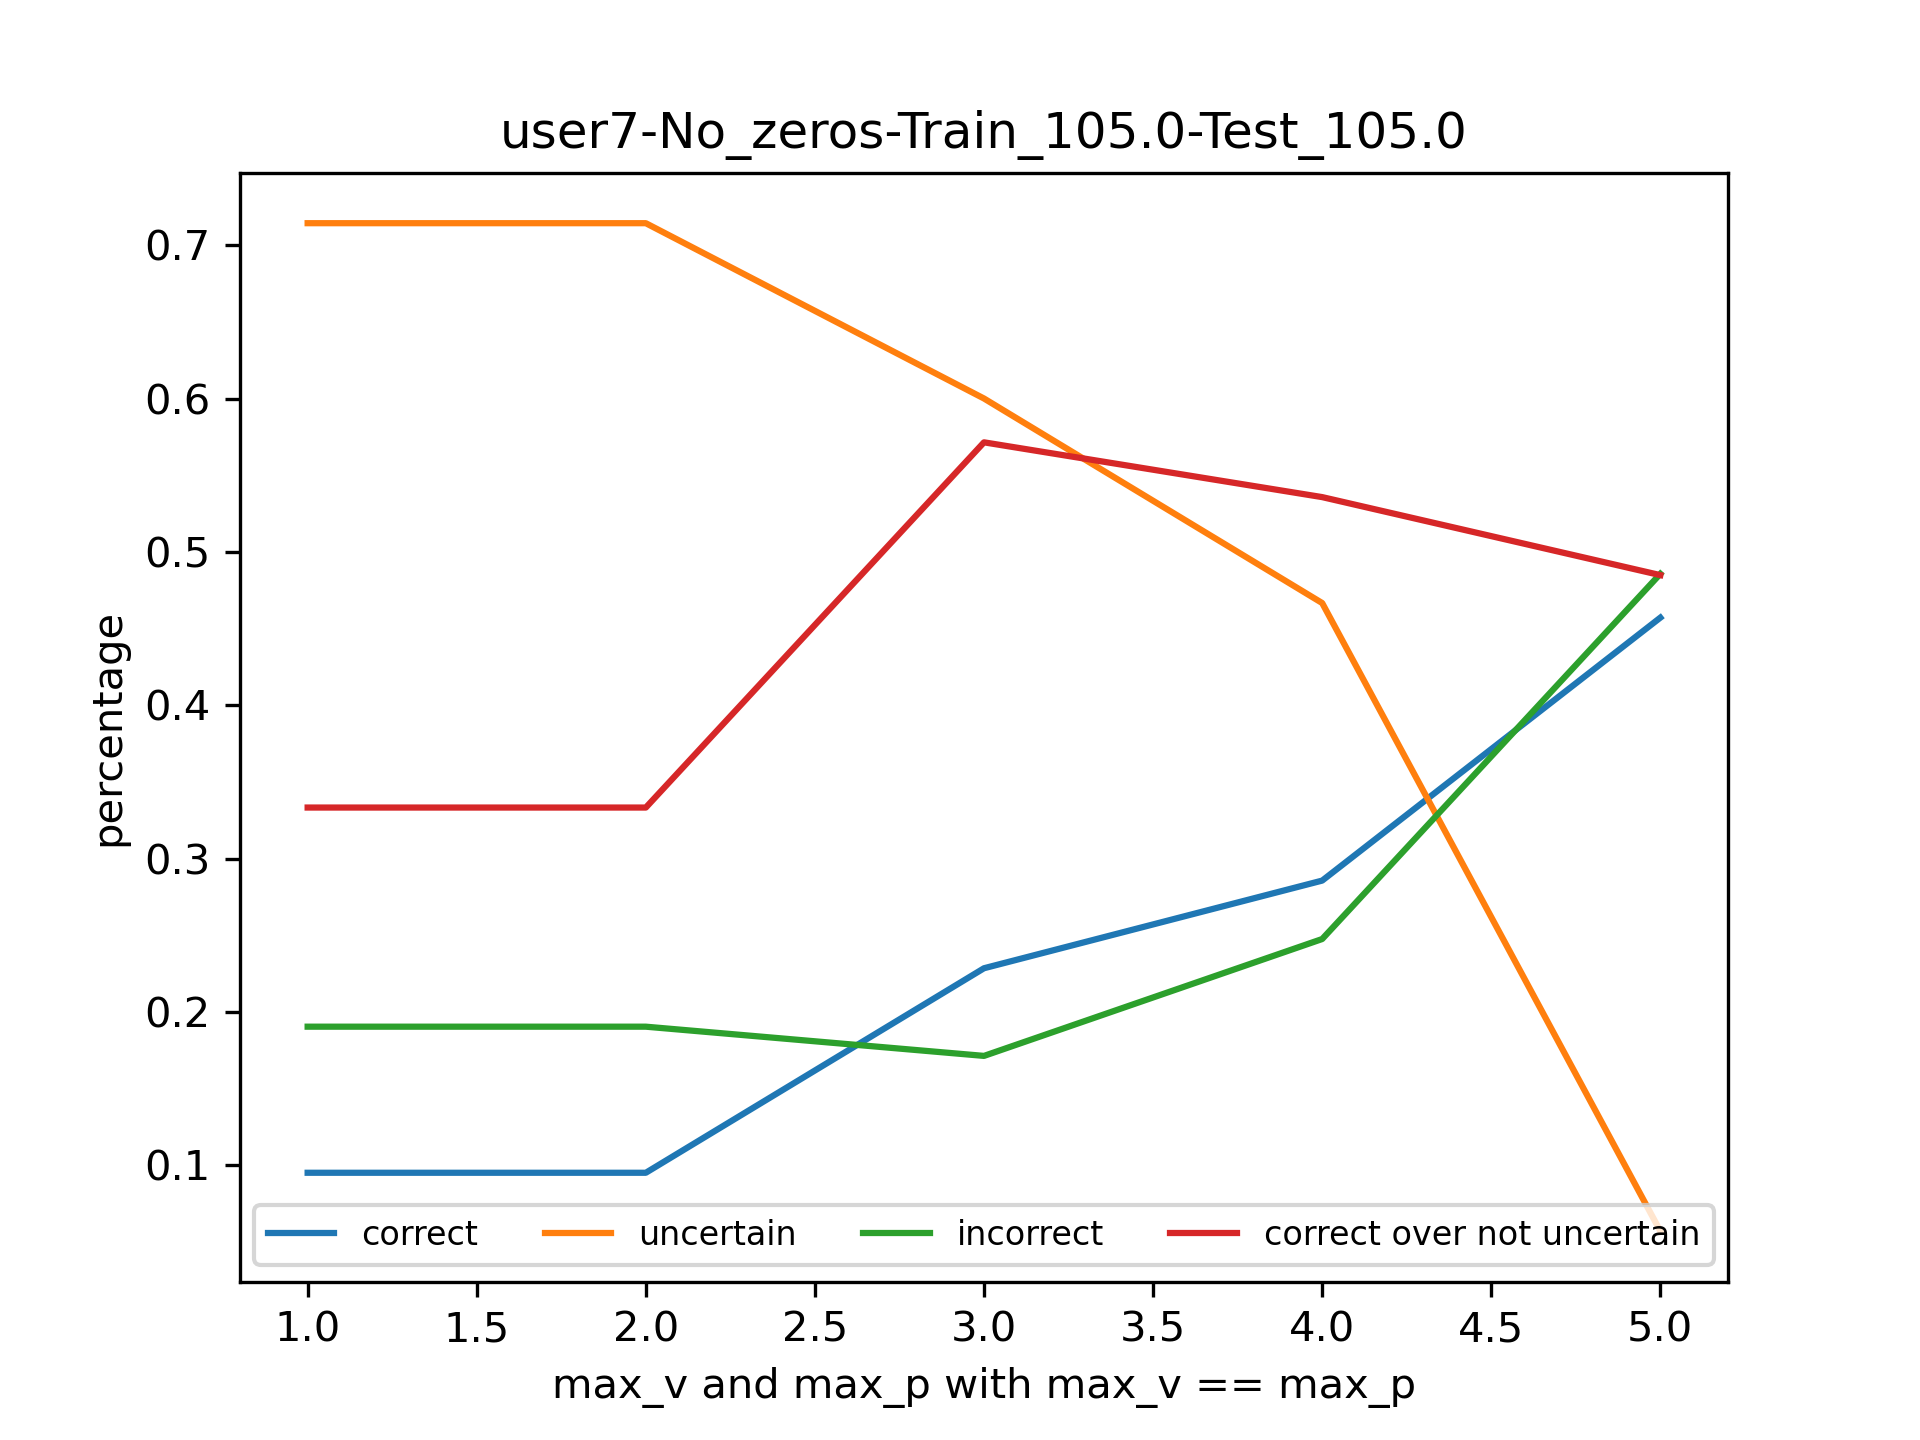 user7-No_zeros-Train_105.0-Test_105.0
percentage
0.7
0.6
0.5
0.4
0.3
0.2
0.1
correct uncertain incorrect correct over not uncertain
1.0 1.5 2.0 2.5 3.0 3.5 4.0 4.5 5.0
max_v and max_p with max_v == max_p